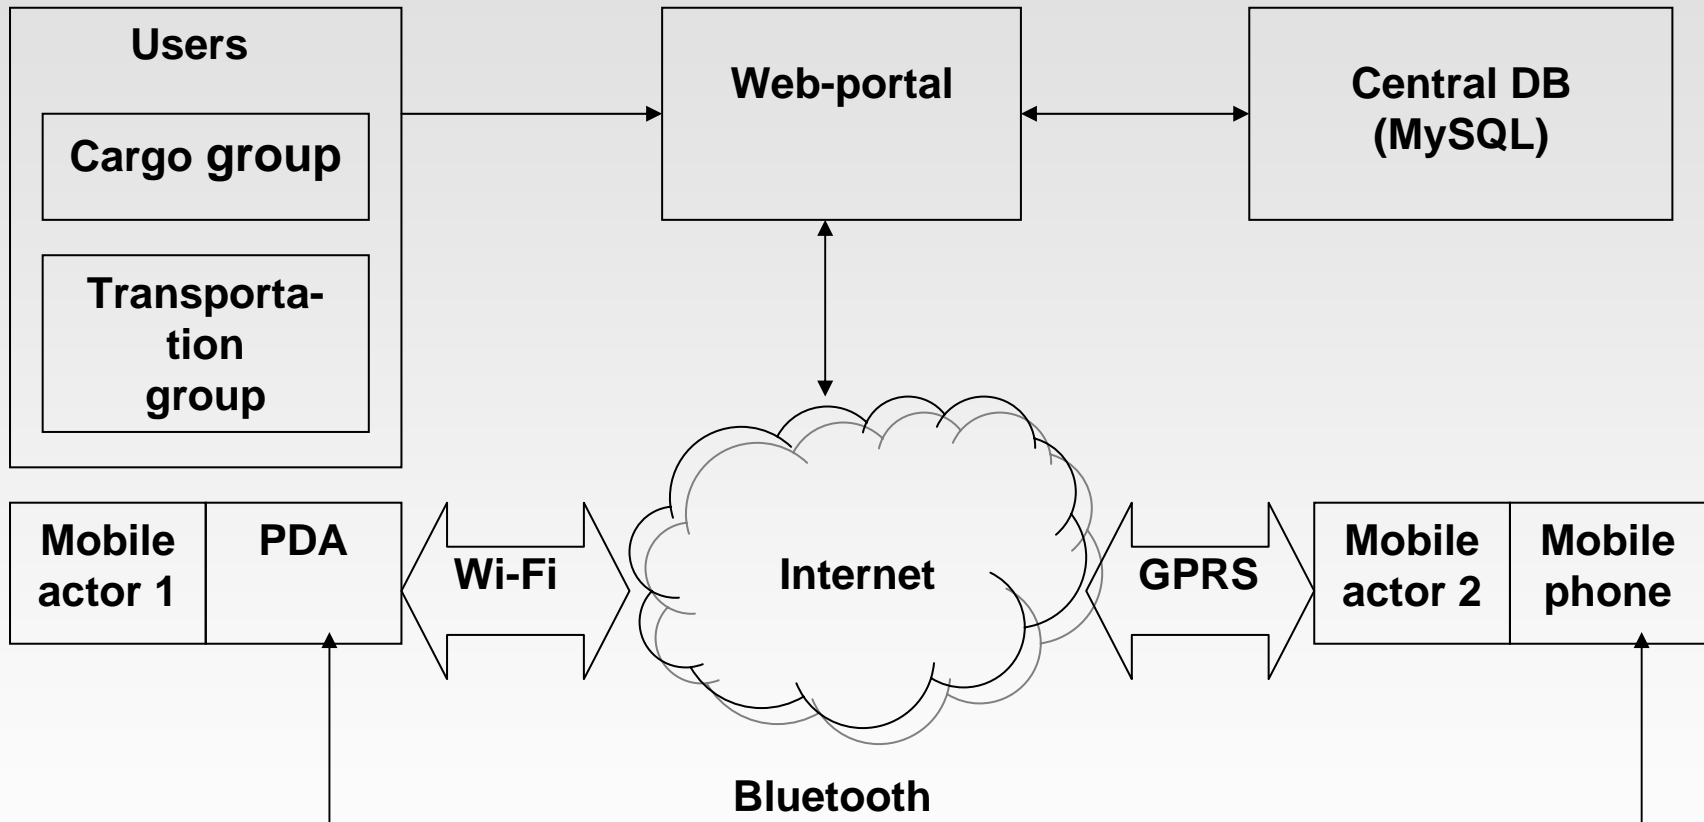 Users
Cargo group
Transporta-
tion
group
Web-portal
Central DB
(MySQL)
Mobile
actor 1
PDA
Wi-Fi
Internet
GPRS
Mobile
actor 2
Mobile
phone
Bluetooth